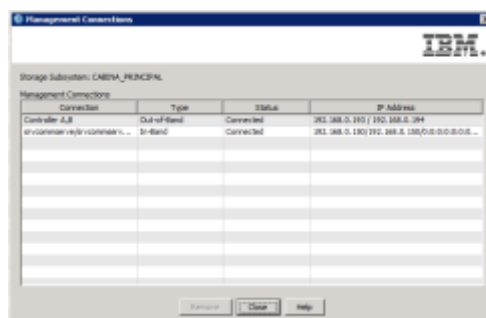 Management Connections
IBM.
Storage Subsystem: CABINA_PRINCIPAL
Management Connections
Connection Type Status IP Address
Controller A,B Out-of-Band Connected 192.168.0.193 / 192.168.0.194
In-Band Connected
Remove Close Help